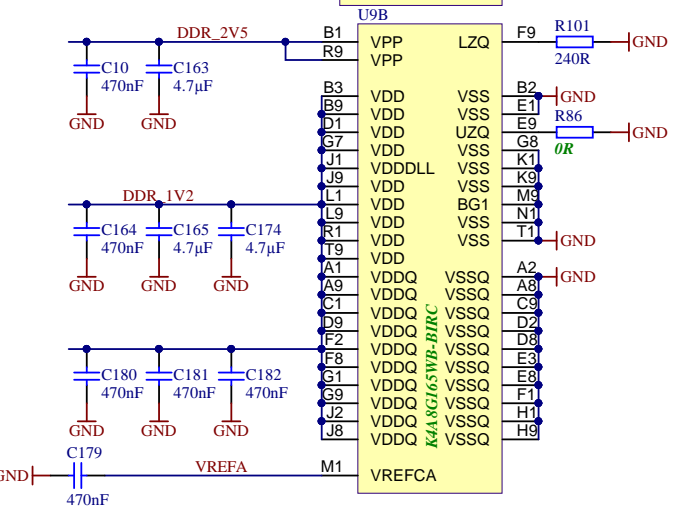 U9B
DDR_2V5
B1 VPP LZQ F9 R101 240R GND
R9 VPP
C10 470nF GND
C163 4.7µF GND
B3 VDD VSS B2 GND
B9 VDD VSS E1
D1 VDD UZQ E9 R86 0R GND
G7 VDD VSS G8
J1 VDDDLL VSS K1
J9 VDD VSS K9
DDR_1V2
L1 VDD BG1 M9
L9 VDD VSS N1
R1 VDD VSS T1 GND
T9 VDD
C164 470nF GND
C165 4.7µF GND
C174 4.7µF GND
A1 VDDQ VSSQ A2 GND
A9 VDDQ VSSQ A8
C1 VDDQ VSSQ C9
D9 VDDQ VSSQ D2
F2 VDDQ VSSQ D8
F8 VDDQ VSSQ E3
G1 VDDQ VSSQ E8
G9 VDDQ VSSQ F1
J2 VDDQ VSSQ H1
J8 VDDQ VSSQ H9
K4A8G165WB-BIRC
C180 470nF GND
C181 470nF GND
C182 470nF GND
C179
GND VREFA M1 VREFCA
470nF